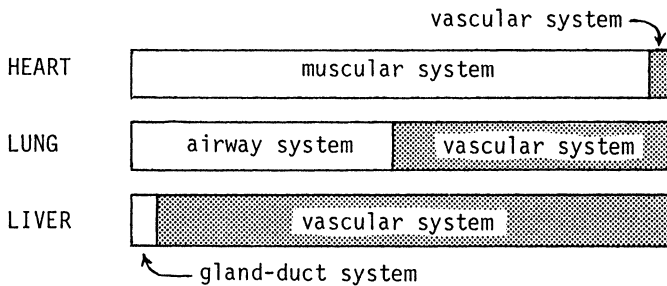 vascular system
HEART muscular system
LUNG airway system vascular system
LIVER vascular system
gland-duct system